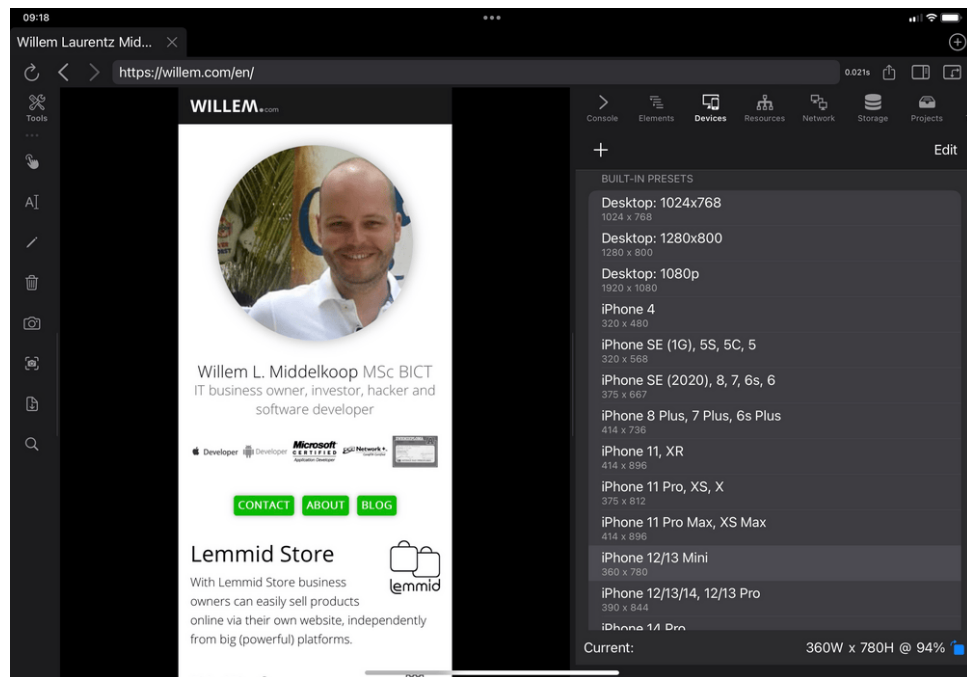 09:18
Willem Laurentz Mid...
https://willem.com/en/
0.021s
Tools
WILLEM.com
Willem L. Middelkoop MSc BICT
IT business owner, investor, hacker and
software developer
Developer
Developer
Microsoft
CERTIFIED
Application Developer
Network+.
CONTACT
ABOUT
BLOG
Lemmid Store
lemmid
With Lemmid Store business
owners can easily sell products
online via their own website, independently
from big (powerful) platforms.
Console
Elements
Devices
Resources
Network
Storage
Projects
Edit
BUILT-IN PRESETS
Desktop: 1024x768
1024 x 768
Desktop: 1280x800
1280 x 800
Desktop: 1080p
1920 x 1080
iPhone 4
320 x 480
iPhone SE (1G), 5S, 5C, 5
320 x 568
iPhone SE (2020), 8, 7, 6s, 6
375 x 667
iPhone 8 Plus, 7 Plus, 6s Plus
414 x 736
iPhone 11, XR
414 x 896
iPhone 11 Pro, XS, X
375 x 812
iPhone 11 Pro Max, XS Max
414 x 896
iPhone 12/13 Mini
360 x 780
iPhone 12/13/14, 12/13 Pro
390 x 844
iPhone 14 Pro
Current:
360W x 780H @ 94%